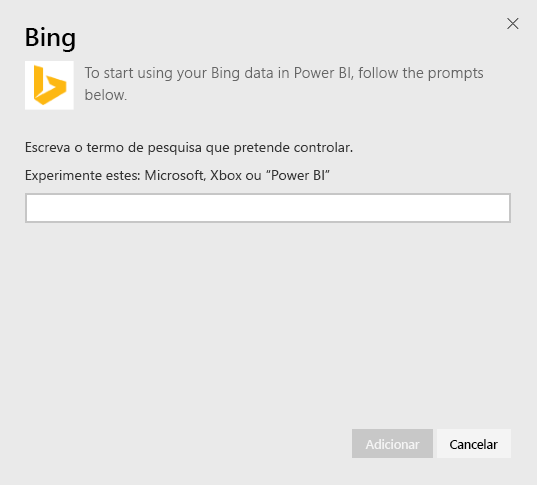 Bing
To start using your Bing data in Power BI, follow the prompts
below.
Escreva o termo de pesquisa que pretende controlar.
Experimente estes: Microsoft, Xbox ou “Power BI”
Adicionar
Cancelar